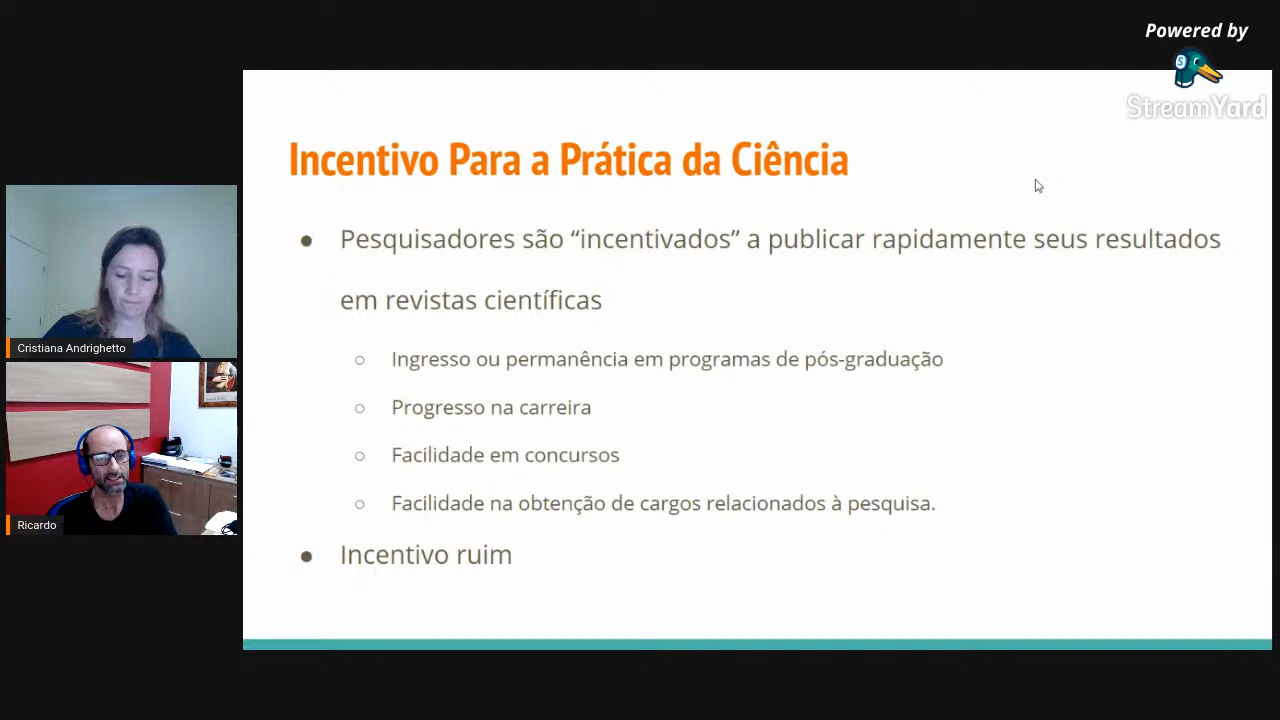 Powered by
StreamYard
Incentivo Para a Prática da Ciência
● Pesquisadores são “incentivados” a publicar rapidamente seus resultados
em revistas científicas
○ Ingresso ou permanência em programas de pós-graduação
○ Progresso na carreira
○ Facilidade em concursos
○ Facilidade na obtenção de cargos relacionados à pesquisa.
● Incentivo ruim
Cristiana Andrighetto
Ricardo